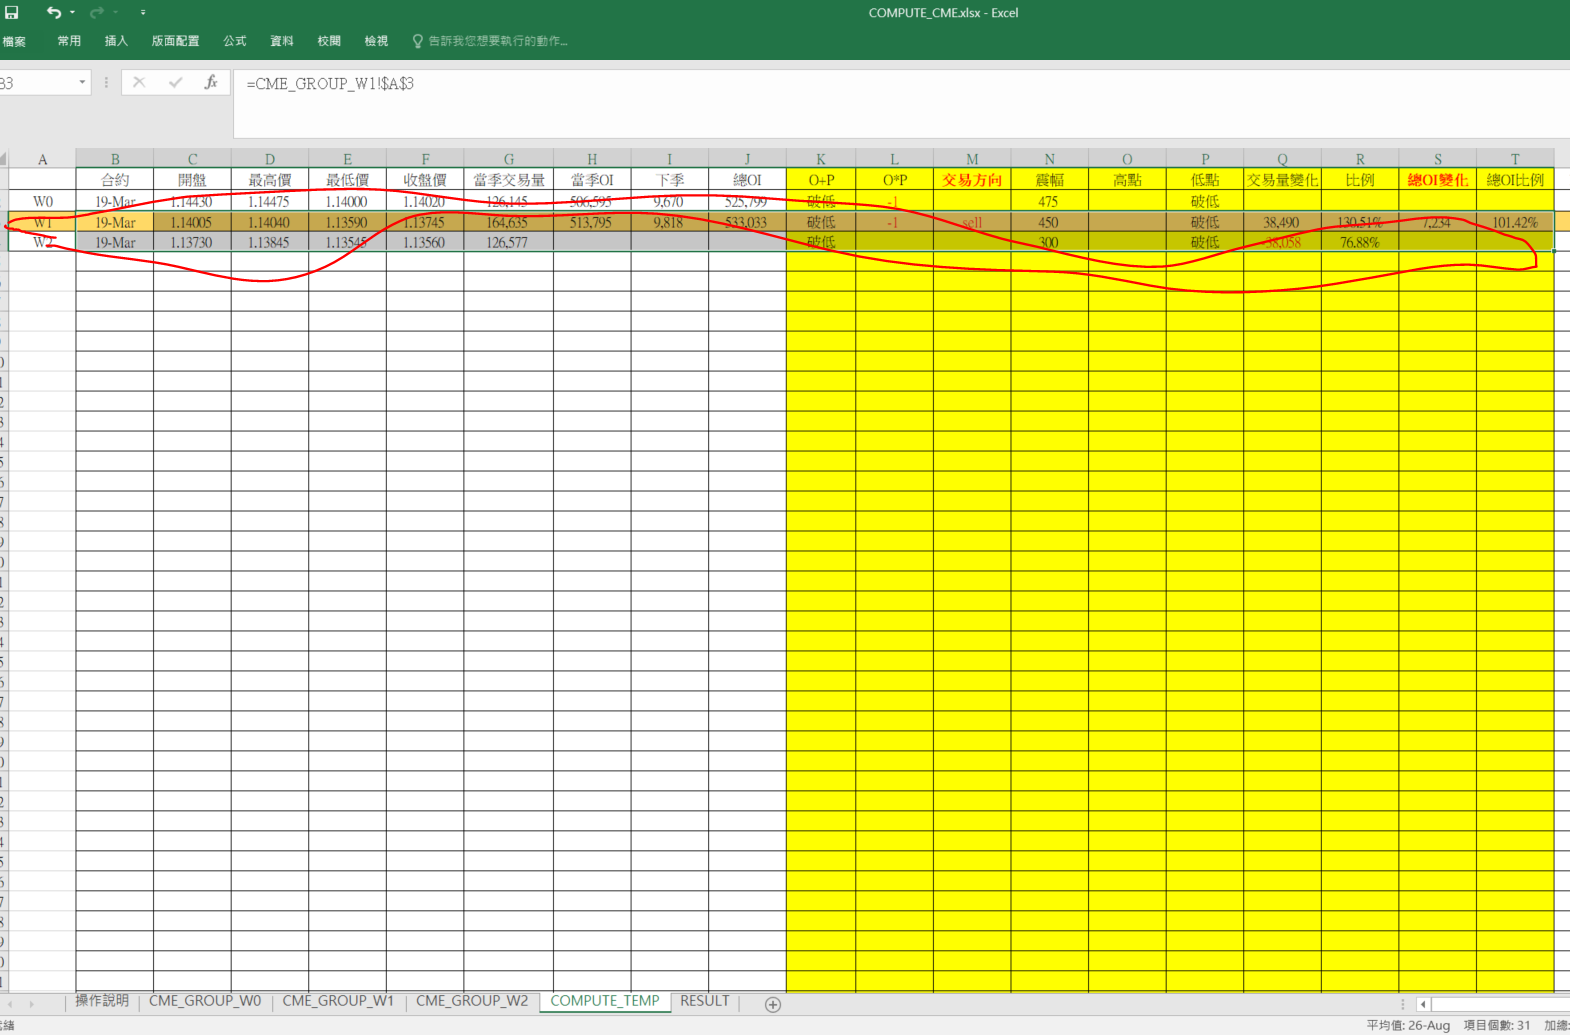 COMPUTE_CME.xlsx - Excel
檔案 常用 插入 版面配置 公式 資料 校閱 檢視 告訴我您想要執行的動作...
B3 fx =CME_GROUP_W1!$A$3
A B C D E F G H I J K L M N O P Q R S T
合約 開盤 最高價 最低價 收盤價 當季交易量 當季OI 下季 總OI O+P O*P 交易方向 震幅 高點 低點 交易量變化 比例 總OI變化 總OI比例
W0 19-Mar 1.14430 1.14475 1.14000 1.14020 126,145 506,595 9,670 525,799 破低 -1 475 破低
W1 19-Mar 1.14005 1.14040 1.13590 1.13745 164,635 513,795 9,818 533,033 破低 -1 sell 450 破低 38,490 130.51% 7,234 101.42%
W2 19-Mar 1.13730 1.13845 1.13545 1.13560 126,577 破低 300 破低 -38,058 76.88%
操作說明 CME_GROUP_W0 CME_GROUP_W1 CME_GROUP_W2 COMPUTE_TEMP RESULT
平均值: 26-Aug 項目個數: 31 加總: